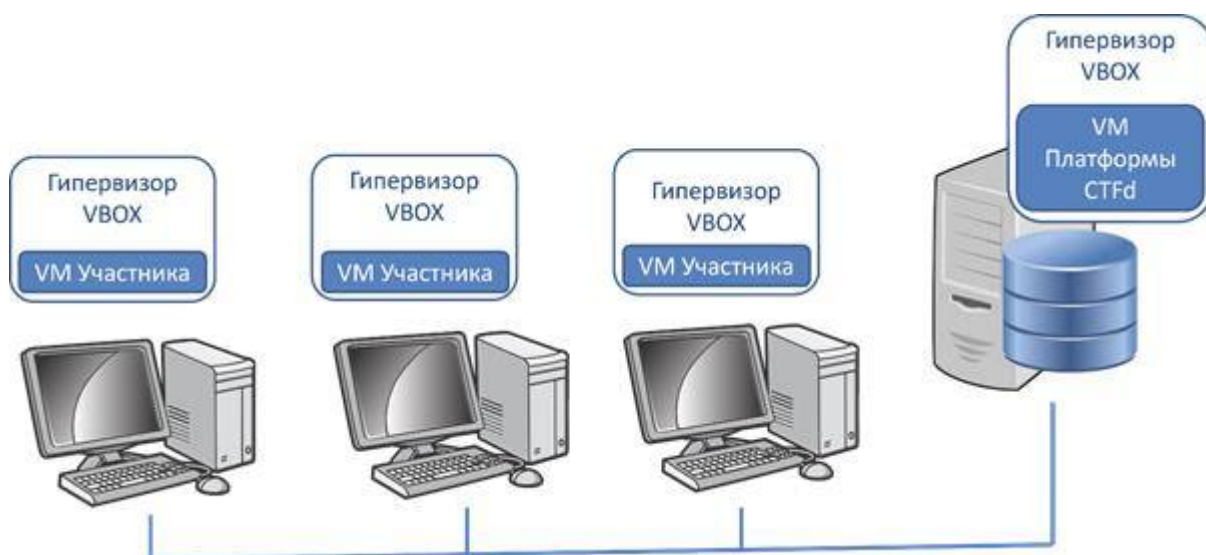 Гипервизор
VBOX
VM
Платформы
CTFd
Гипервизор
VBOX
VM Участника
Гипервизор
VBOX
VM Участника
Гипервизор
VBOX
VM Участника